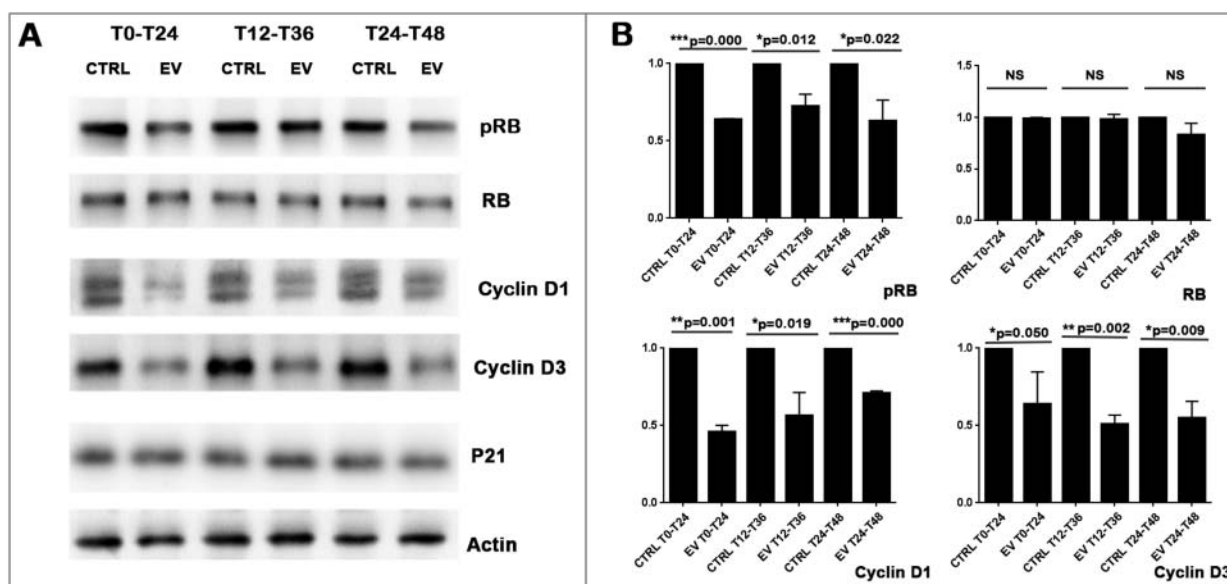 A
T0-T24 T12-T36 T24-T48
CTRL EV CTRL EV CTRL EV
pRB
RB
Cyclin D1
Cyclin D3
P21
Actin
B
***p=0.000 *p=0.012 *p=0.022
1.0
0.5
0.0
CTRL T0-T24
EV T0-T24
CTRL T12-T36
EV T12-T36
CTRL T24-T48
EV T24-T48
pRB
NS NS NS
1.5
1.0
0.5
0.0
CTRL T0-T24
EV T0-T24
CTRL T12-T36
EV T12-T36
CTRL T24-T48
EV T24-T48
RB
**p=0.001 *p=0.019 ***p=0.000
1.0
0.5
0.0
CTRL T0-T24
EV T0-T24
CTRL T12-T36
EV T12-T36
CTRL T24-T48
EV T24-T48
Cyclin D1
*p=0.050 **p=0.002 *p=0.009
1.0
0.5
0.0
CTRL T0-T24
EV T0-T24
CTRL T12-T36
EV T12-T36
CTRL T24-T48
EV T24-T48
Cyclin D3